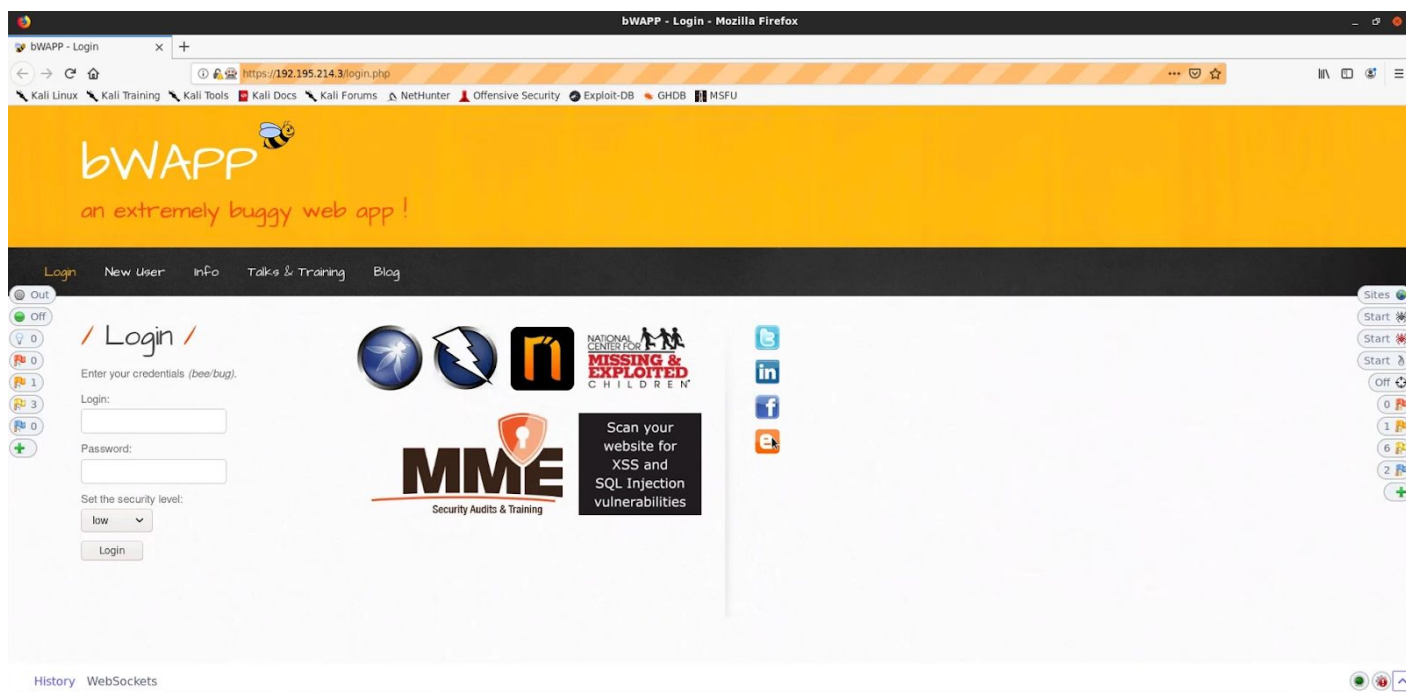 bWAPP - Login - Mozilla Firefox
bWAPP - Login
https://192.195.214.3/login.php
Kali Linux Kali Training Kali Tools Kali Docs Kali Forums NetHunter Offensive Security Exploit-DB GHDB MSFU
bWAPP
an extremely buggy web app !
Login New User Info Talks & Training Blog
Out
Off
0
0
1
3
0
/ Login /
Enter your credentials (bee/bug).
Login:
Password:
Set the security level:
low
Login
NATIONAL
CENTER FOR
MISSING &
EXPLOITED
CHILDREN
MME
Security Audits & Training
Scan your
website for
XSS and
SQL Injection
vulnerabilities
Sites
Start
Start
Start
Off
0
1
6
2
History WebSockets